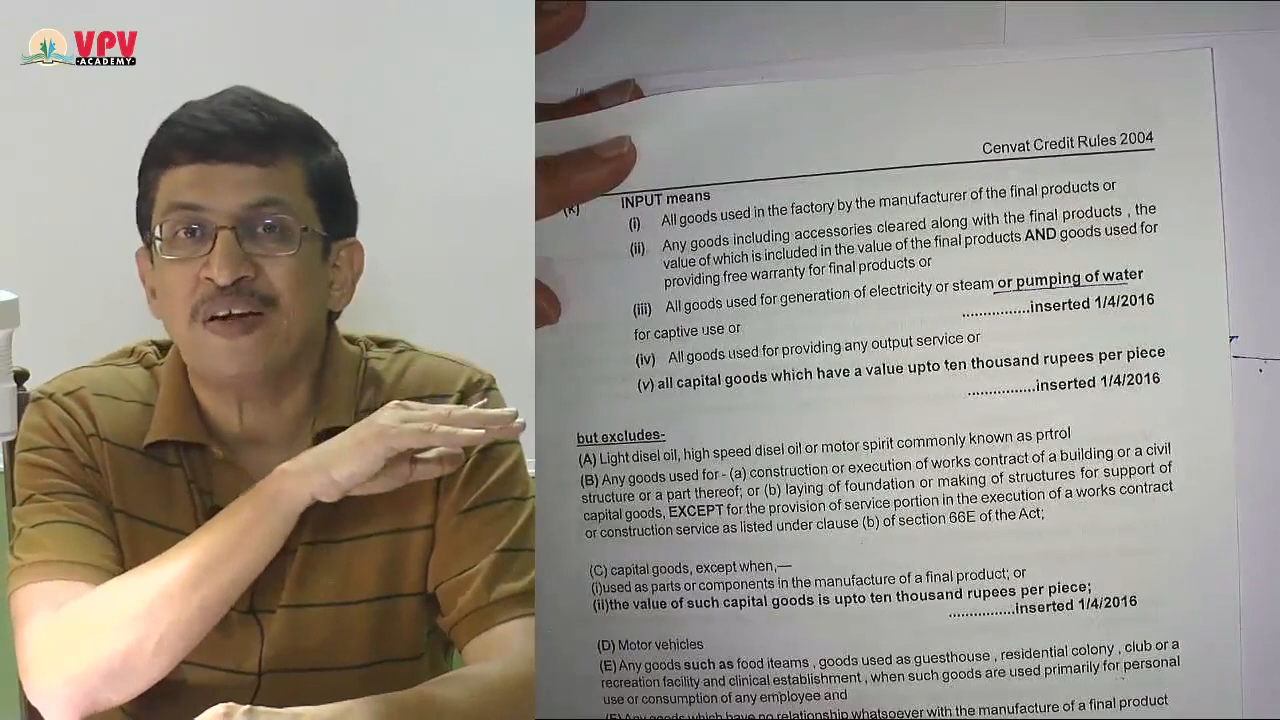 VPV
ACADEMY
Cenvat Credit Rules 2004
(k) INPUT means
(i) All goods used in the factory by the manufacturer of the final products or
(ii) Any goods including accessories cleared along with the final products , the
value of which is included in the value of the final products AND goods used for
providing free warranty for final products or
(iii) All goods used for generation of electricity or steam or pumping of water
................inserted 1/4/2016
for captive use or
(iv) All goods used for providing any output service or
(v) all capital goods which have a value upto ten thousand rupees per piece
................inserted 1/4/2016
but excludes-
(A) Light disel oil, high speed disel oil or motor spirit commonly known as prtrol
(B) Any goods used for - (a) construction or execution of works contract of a building or a civil
structure or a part thereof; or (b) laying of foundation or making of structures for support of
capital goods, EXCEPT for the provision of service portion in the execution of a works contract
or construction service as listed under clause (b) of section 66E of the Act;
(C) capital goods, except when,—
(i)used as parts or components in the manufacture of a final product; or
(ii)the value of such capital goods is upto ten thousand rupees per piece;
................inserted 1/4/2016
(D) Motor vehicles
(E) Any goods such as food iteams , goods used as guesthouse , residential colony , club or a
recreation facility and clinical establishment , when such goods are used primarily for personal
use or consumption of any employee and
(F) Any goods which have no relationship whatsoever with the manufacture of a final product